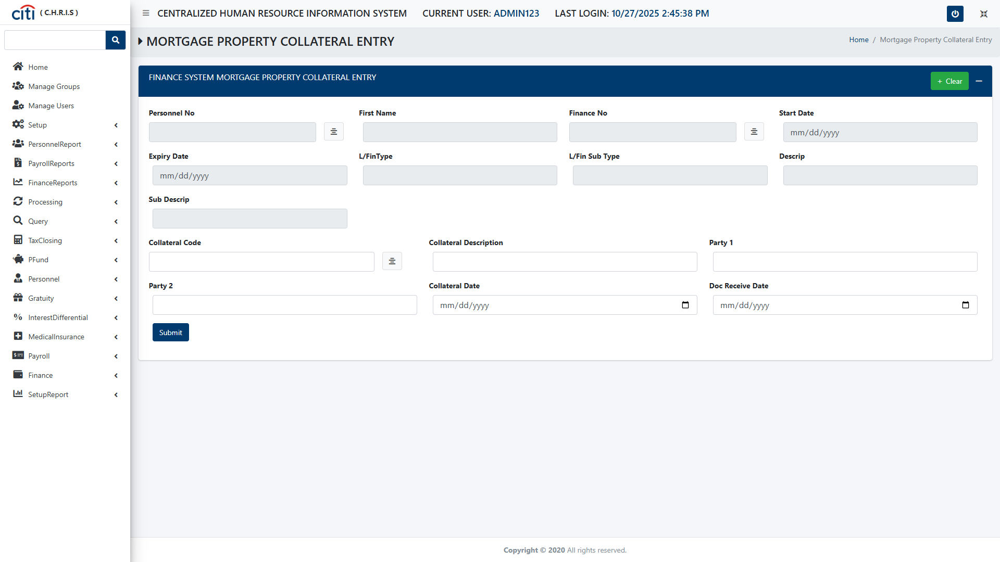 citi ( C.H.R.I.S )
CENTRALIZED HUMAN RESOURCE INFORMATION SYSTEM CURRENT USER: ADMIN123 LAST LOGIN: 10/27/2025 2:45:38 PM
MORTGAGE PROPERTY COLLATERAL ENTRY
Home / Mortgage Property Collateral Entry
Home
Manage Groups
Manage Users
Setup
PersonnelReport
PayrollReports
FinanceReports
Processing
Query
TaxClosing
PFund
Personnel
Gratuity
% InterestDifferential
MedicalInsurance
Payroll
Finance
SetupReport
FINANCE SYSTEM MORTGAGE PROPERTY COLLATERAL ENTRY
+ Clear
Personnel No First Name Finance No Start Date
mm/dd/yyyy
Expiry Date L/FinType L/Fin Sub Type Descrip
mm/dd/yyyy
Sub Descrip
Collateral Code Collateral Description Party 1
Party 2 Collateral Date Doc Receive Date
mm/dd/yyyy mm/dd/yyyy
Submit
Copyright © 2020 All rights reserved.